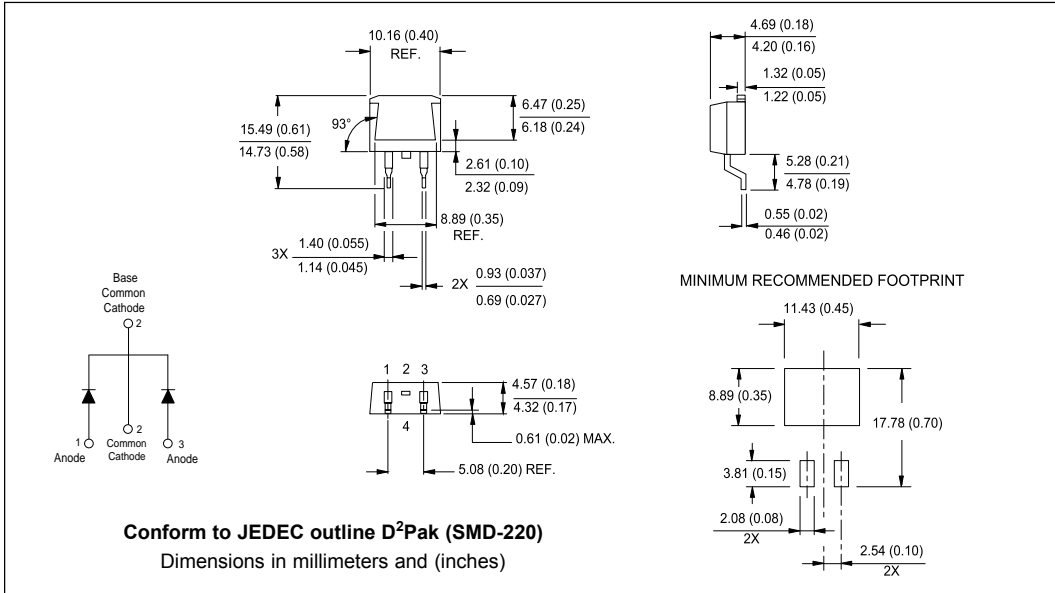 10.16 (0.40)
REF.
15.49 (0.61)
14.73 (0.58)
93°
6.47 (0.25)
6.18 (0.24)
2.61 (0.10)
2.32 (0.09)
8.89 (0.35)
REF.
3X
1.40 (0.055)
1.14 (0.045)
2X
0.93 (0.037)
0.69 (0.027)
4.69 (0.18)
4.20 (0.16)
1.32 (0.05)
1.22 (0.05)
5.28 (0.21)
4.78 (0.19)
0.55 (0.02)
0.46 (0.02)
Base
Common
Cathode
2
1
Anode
2
Common
Cathode
3
Anode
1 2 3
4
4.57 (0.18)
4.32 (0.17)
0.61 (0.02) MAX.
5.08 (0.20) REF.
MINIMUM RECOMMENDED FOOTPRINT
11.43 (0.45)
8.89 (0.35)
17.78 (0.70)
3.81 (0.15)
2.08 (0.08)
2X
2.54 (0.10)
2X
Conform to JEDEC outline D²Pak (SMD-220)
Dimensions in millimeters and (inches)